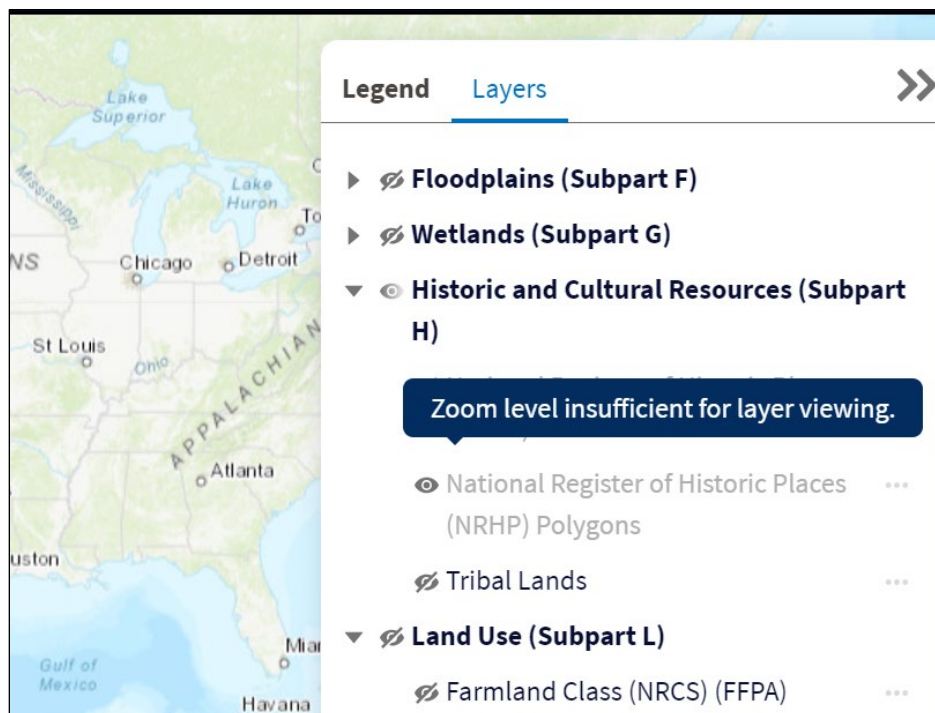 Legend Layers
Lake
Superior
Mississippi
Lake
Huron
To
NS
Chicago
Detroit
St Louis
Ohio
APPALACHIAN
Atlanta
uston
Miar
Gulf of
Mexico
Havana
Floodplains (Subpart F)
Wetlands (Subpart G)
Historic and Cultural Resources (Subpart
H)
Zoom level insufficient for layer viewing.
National Register of Historic Places
(NRHP) Polygons
Tribal Lands
Land Use (Subpart L)
Farmland Class (NRCS) (FFPA)